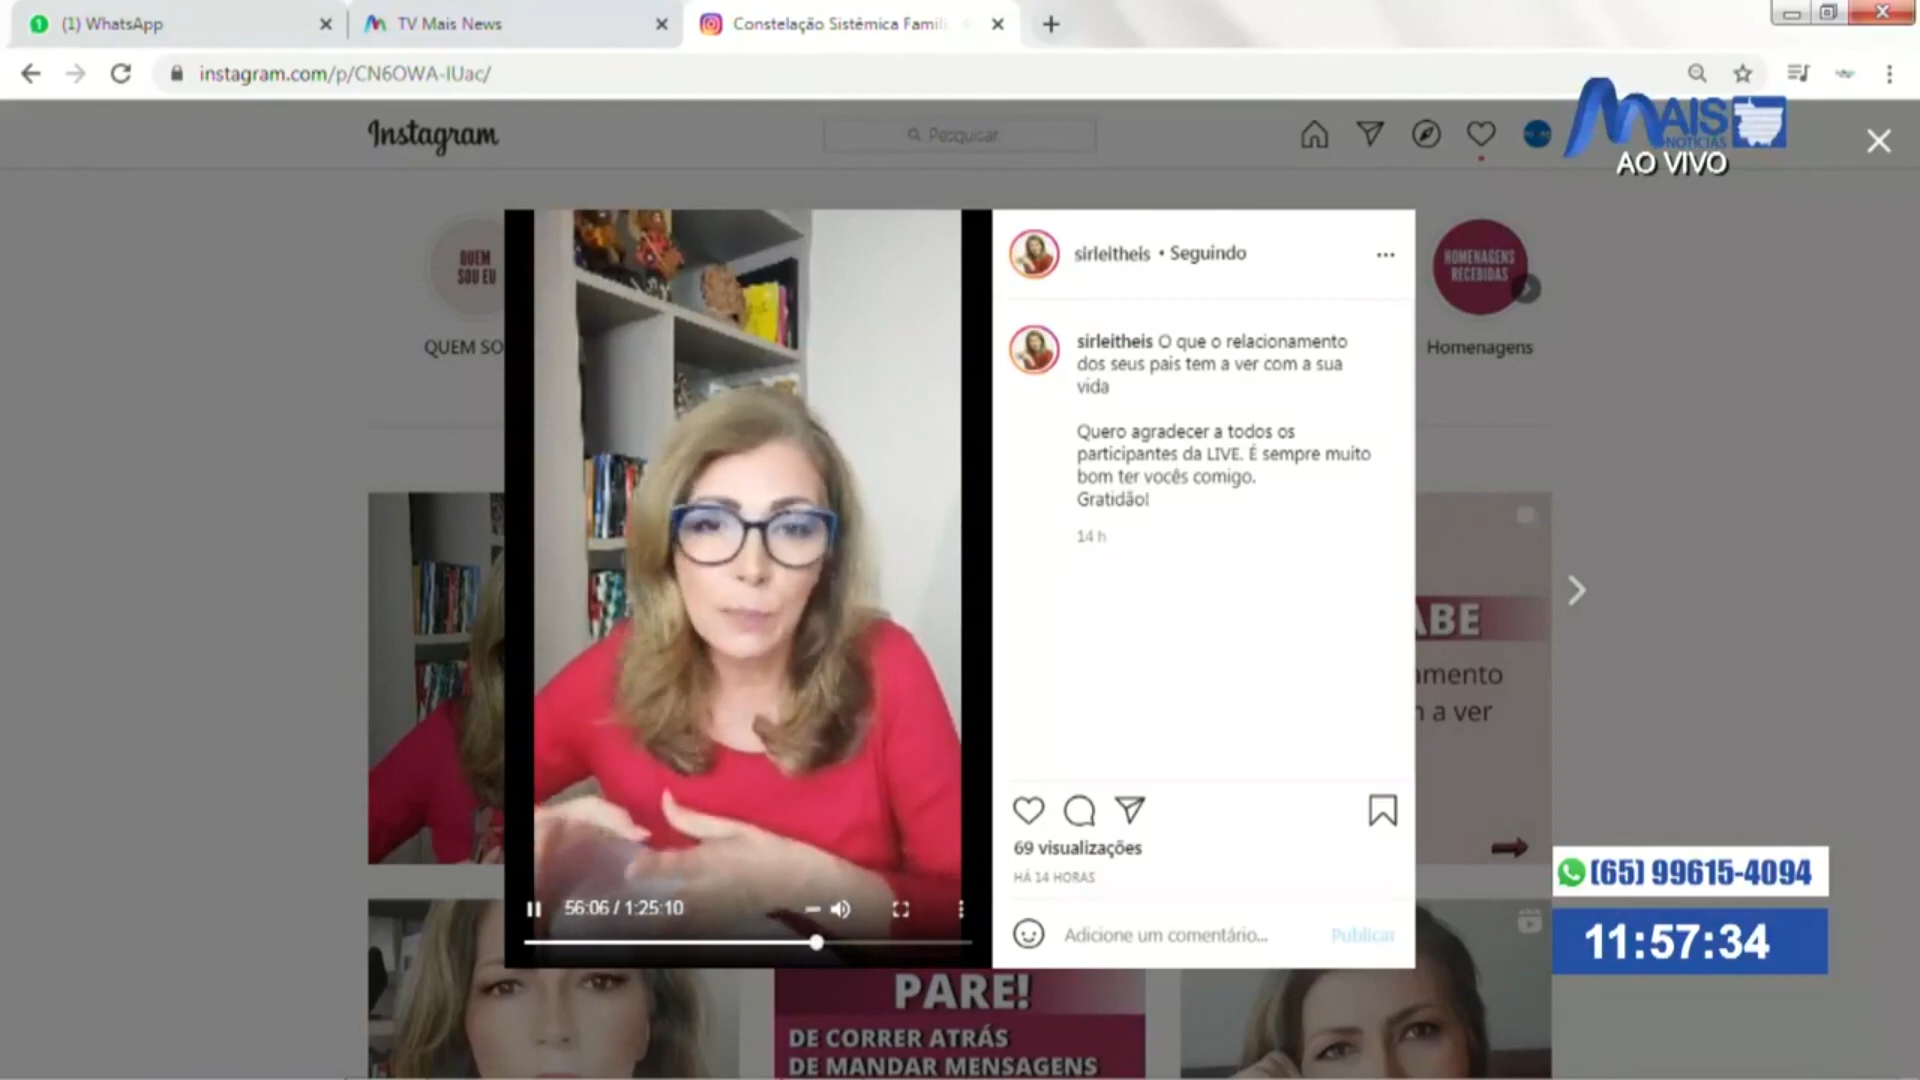 (1) WhatsApp
TV Mais News
Constelação Sistêmica Famili
instagram.com/p/CN6OWA-lUac/
Instagram
Pesquisar
MAIS
NOTÍCIAS
AO VIVO
QUEM
SOU EU
QUEM SO
sirleitheis • Seguindo
HOMENAGENS
RECEBIDAS
Homenagens
sirleitheis O que o relacionamento
dos seus pais tem a ver com a sua
vida
Quero agradecer a todos os
participantes da LIVE. É sempre muito
bom ter vocês comigo.
Gratidão!
14 h
ABE
amento
a ver
56:06 / 1:25:10
69 visualizações
HÁ 14 HORAS
Adicione um comentário...
Publicar
(65) 99615-4094
11:57:34
PARE!
DE CORRER ATRÁS
DE MANDAR MENSAGENS